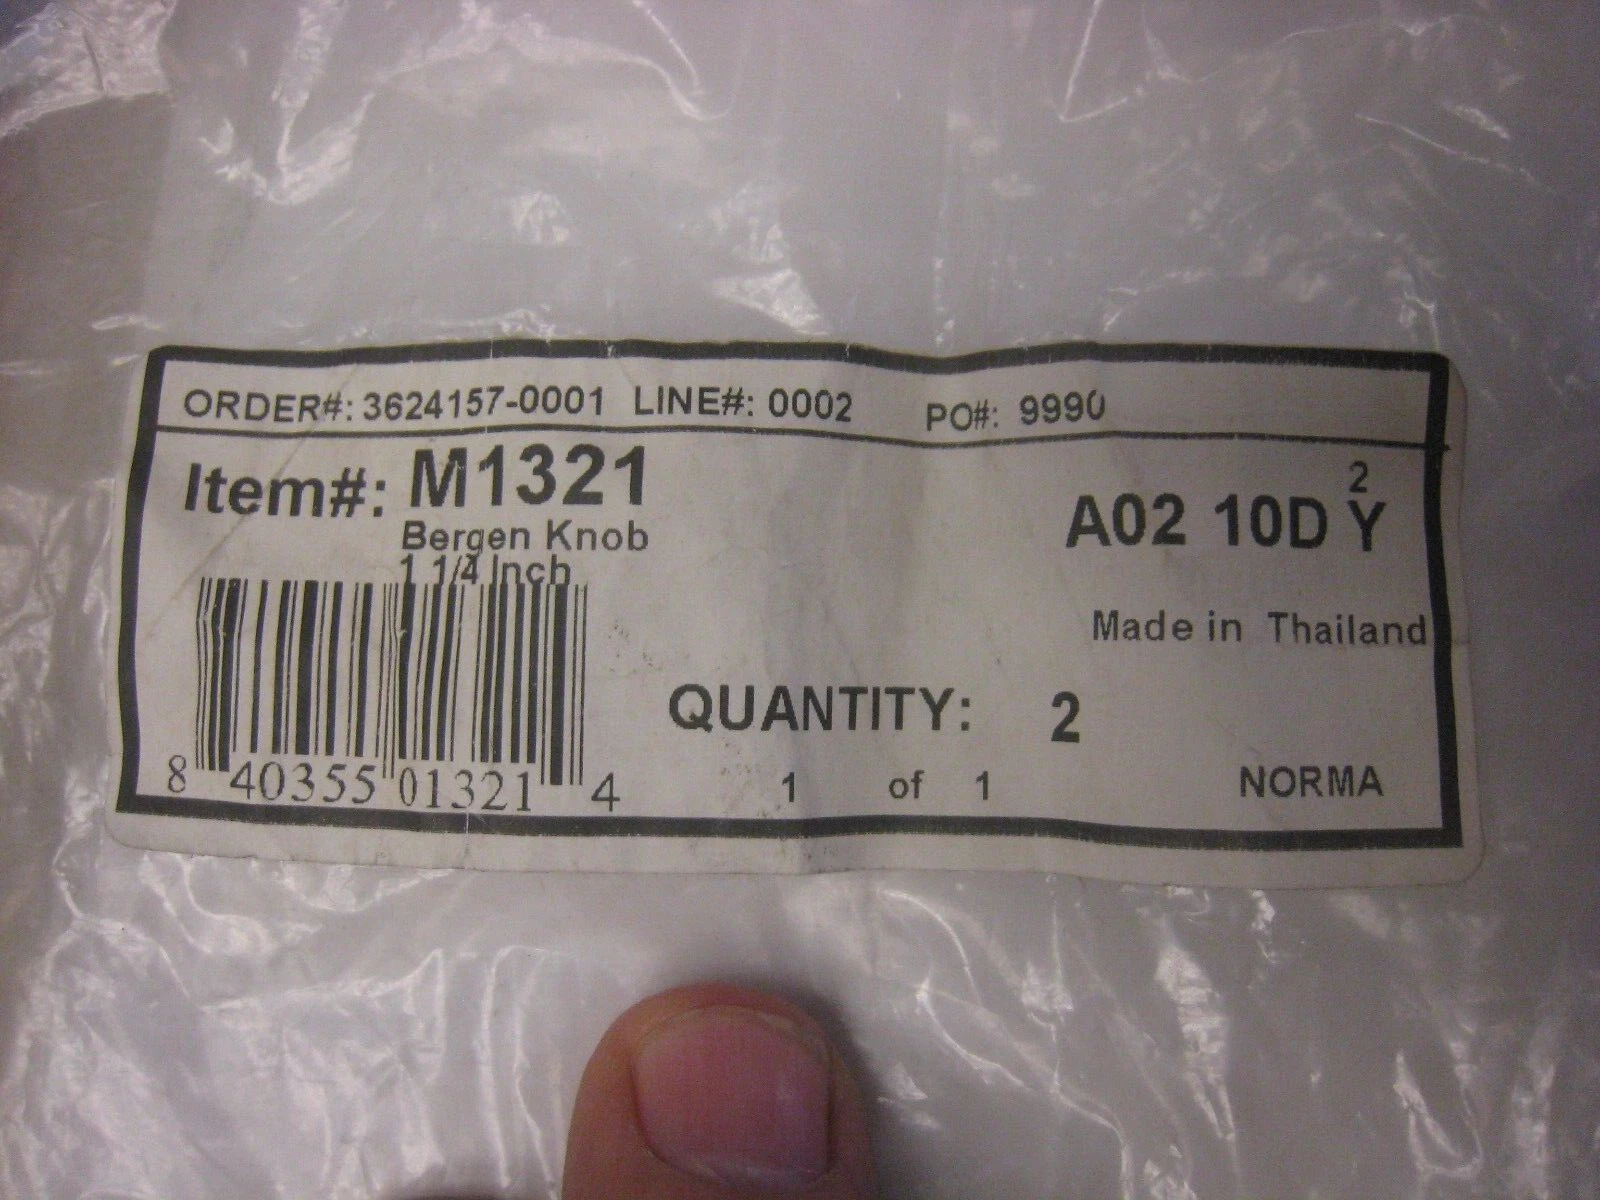 ORDER#: 3624157-0001 LINE#: 0002 PO#: 9990
Item#: M1321
Bergen Knob
1 1/4 Inch
2
A02 10D Y
Made in Thailand
QUANTITY: 2
8 40355 01321 4
1 of 1
NORMA